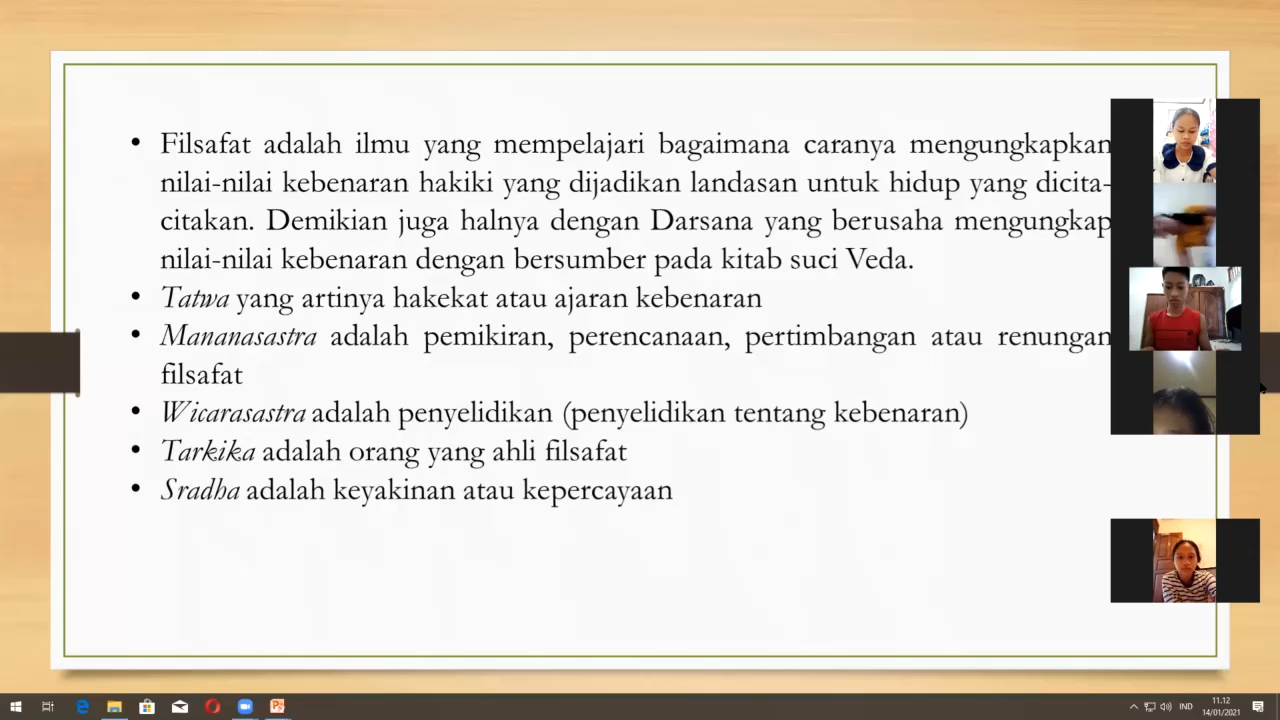 • Filsafat adalah ilmu yang mempelajari bagaimana caranya mengungkapkan
nilai-nilai kebenaran hakiki yang dijadikan landasan untuk hidup yang dicita-
citakan. Demikian juga halnya dengan Darsana yang berusaha mengungkap
nilai-nilai kebenaran dengan bersumber pada kitab suci Veda.
• Tatwa yang artinya hakekat atau ajaran kebenaran
• Mananasastra adalah pemikiran, perencanaan, pertimbangan atau renungan
filsafat
• Wicarasastra adalah penyelidikan (penyelidikan tentang kebenaran)
• Tarkika adalah orang yang ahli filsafat
• Sradha adalah keyakinan atau kepercayaan
IND
11.12
14/01/2021